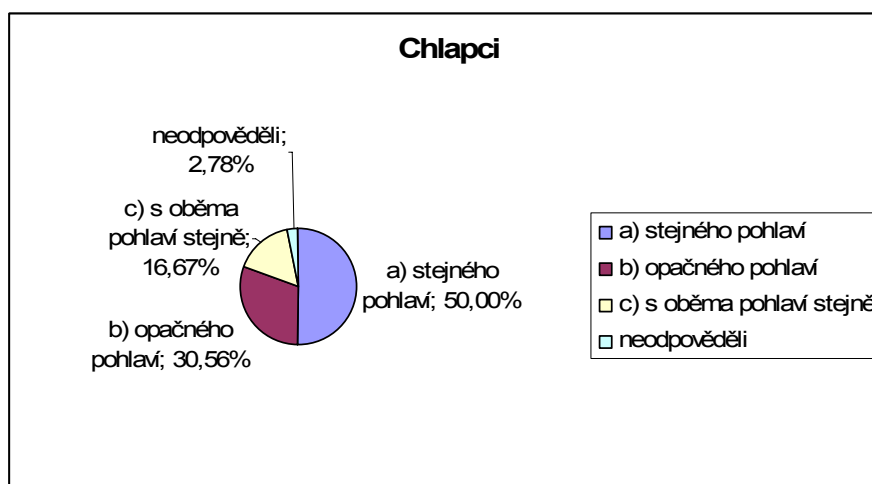 Chlapci
neodpověděli;
2,78%
c) s oběma
pohlaví stejně;
16,67%
a) stejného
pohlaví; 50,00%
b) opačného
pohlaví; 30,56%
a) stejného pohlaví
b) opačného pohlaví
c) s oběma pohlaví stejně
neodpověděli